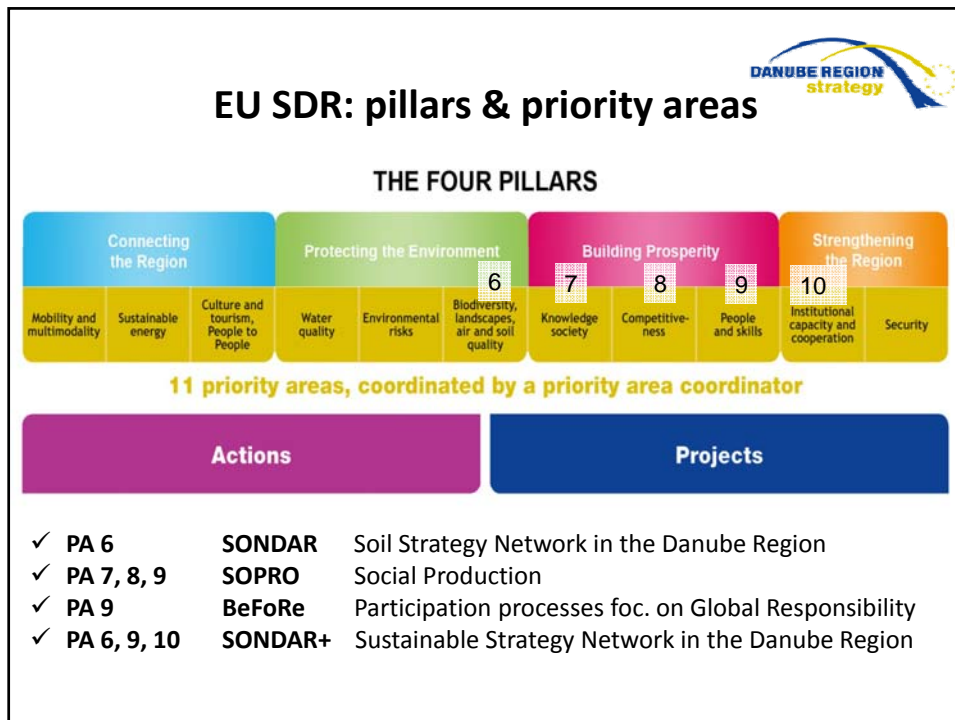 DANUBE REGION
strategy
EU SDR: pillars & priority areas
THE FOUR PILLARS
Connecting
the Region
Protecting the Environment
Building Prosperity
Strengthening
the Region
6
7
8
9
10
Mobility and
multimodality
Sustainable
energy
Culture and
tourism,
People to
People
Water
quality
Environmental
risks
Biodiversity,
landscapes,
air and soil
quality
Knowledge
society
Competitive-
ness
People
and skills
Institutional
capacity and
cooperation
Security
11 priority areas, coordinated by a priority area coordinator
Actions
Projects
✓ PA 6 SONDAR Soil Strategy Network in the Danube Region
✓ PA 7, 8, 9 SOPRO Social Production
✓ PA 9 BeFoRe Participation processes foc. on Global Responsibility
✓ PA 6, 9, 10 SONDAR+ Sustainable Strategy Network in the Danube Region